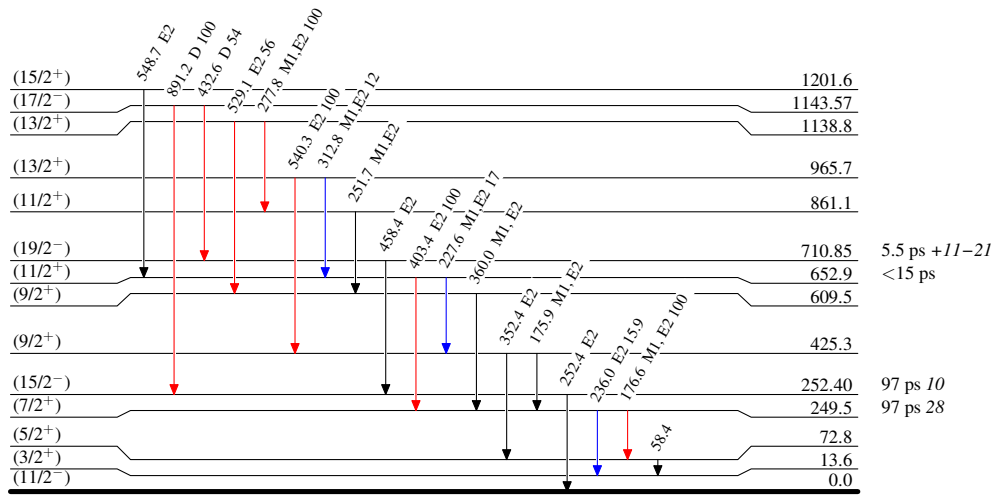 548.7 E2
891.2 D 100
432.6 D 54
529.1 E2 56
277.8 M1,E2 100
(15/2+) 1201.6
(17/2−) 1143.57
(13/2+) 1138.8
540.3 E2 100
312.8 M1,E2 12
(13/2+) 965.7
251.7 M1,E2
(11/2+) 861.1
458.4 E2
403.4 E2 100
227.6 M1,E2 17
360.0 M1, E2
(19/2−) 710.85 5.5 ps +11−21
(11/2+) 652.9 <15 ps
(9/2+) 609.5
352.4 E2
175.9 M1, E2
(9/2+) 425.3
252.4 E2
236.0 E2 15.9
176.6 M1, E2 100
(15/2−) 252.40 97 ps 10
(7/2+) 249.5 97 ps 28
58.4
(5/2+) 72.8
(3/2+) 13.6
(11/2−) 0.0